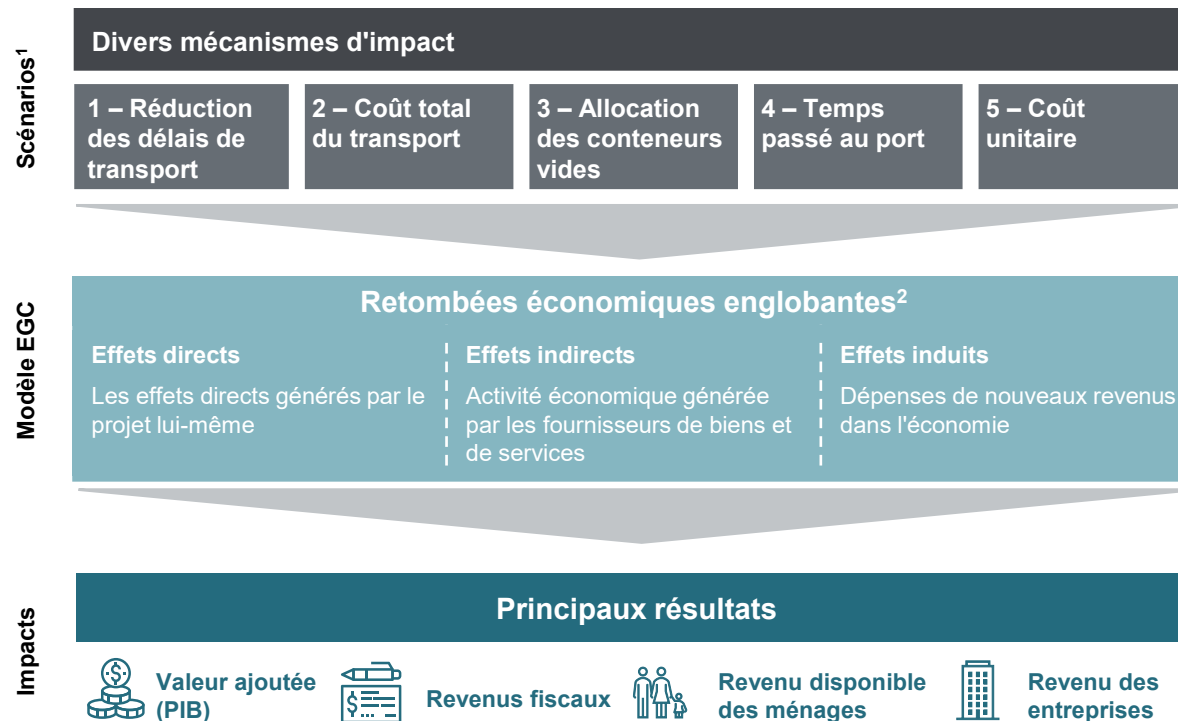 Scénarios¹
Divers mécanismes d'impact
1 – Réduction
des délais de
transport
2 – Coût total
du transport
3 – Allocation
des conteneurs
vides
4 – Temps
passé au port
5 – Coût
unitaire
Modèle EGC
Retombées économiques englobantes²
Effets directs
Les effets directs générés par le
projet lui-même
Effets indirects
Activité économique générée
par les fournisseurs de biens et
de services
Effets induits
Dépenses de nouveaux revenus
dans l'économie
Impacts
Principaux résultats
Valeur ajoutée
(PIB)
Revenus fiscaux
Revenu disponible
des ménages
Revenu des
entreprises